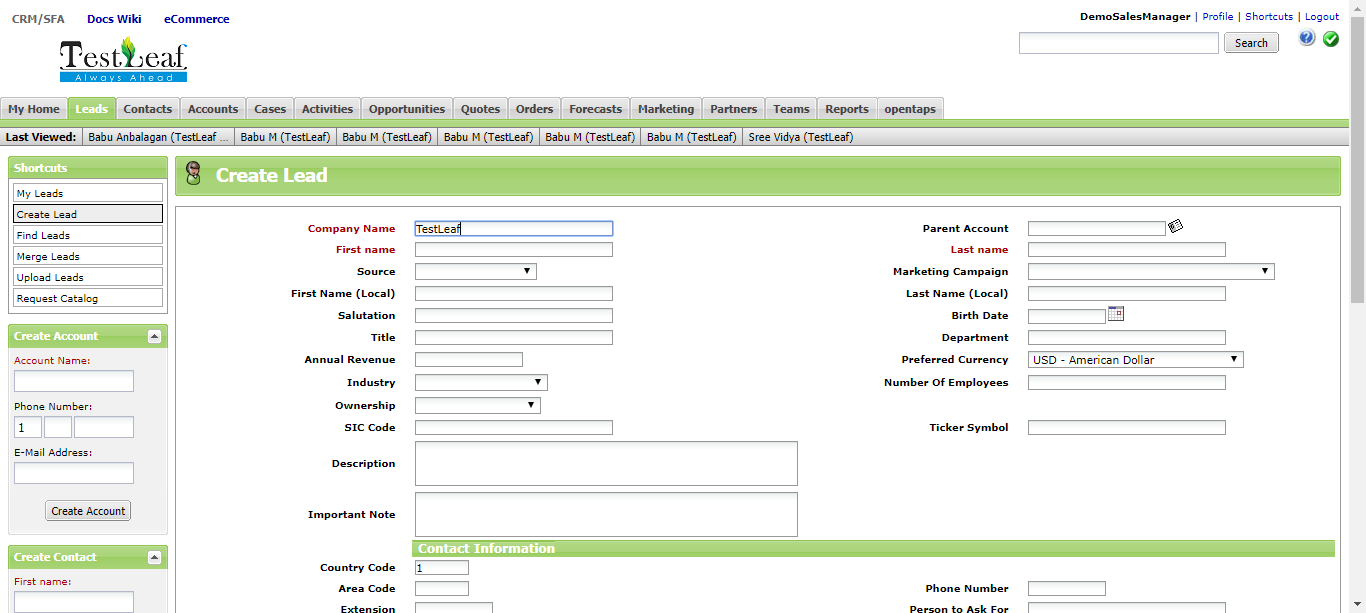 CRM/SFA Docs Wiki eCommerce
DemoSalesManager | Profile | Shortcuts | Logout
TestLeaf
Always Ahead
Search
?
My Home Leads Contacts Accounts Cases Activities Opportunities Quotes Orders Forecasts Marketing Partners Teams Reports opentaps
Last Viewed: Babu Anbalagan (TestLeaf ... Babu M (TestLeaf) Babu M (TestLeaf) Babu M (TestLeaf) Babu M (TestLeaf) Babu M (TestLeaf) Sree Vidya (TestLeaf)
Shortcuts
My Leads
Create Lead
Find Leads
Merge Leads
Upload Leads
Request Catalog
Create Account
Account Name:
Phone Number:
1
E-Mail Address:
Create Account
Create Contact
First name:
Create Lead
Company Name TestLeaf Parent Account
First name Last name
Source Marketing Campaign
First Name (Local) Last Name (Local)
Salutation Birth Date
Title Department
Annual Revenue Preferred Currency USD - American Dollar
Industry Number Of Employees
Ownership
SIC Code Ticker Symbol
Description
Important Note
Contact Information
Country Code 1
Area Code Phone Number
Extension Person to Ask For